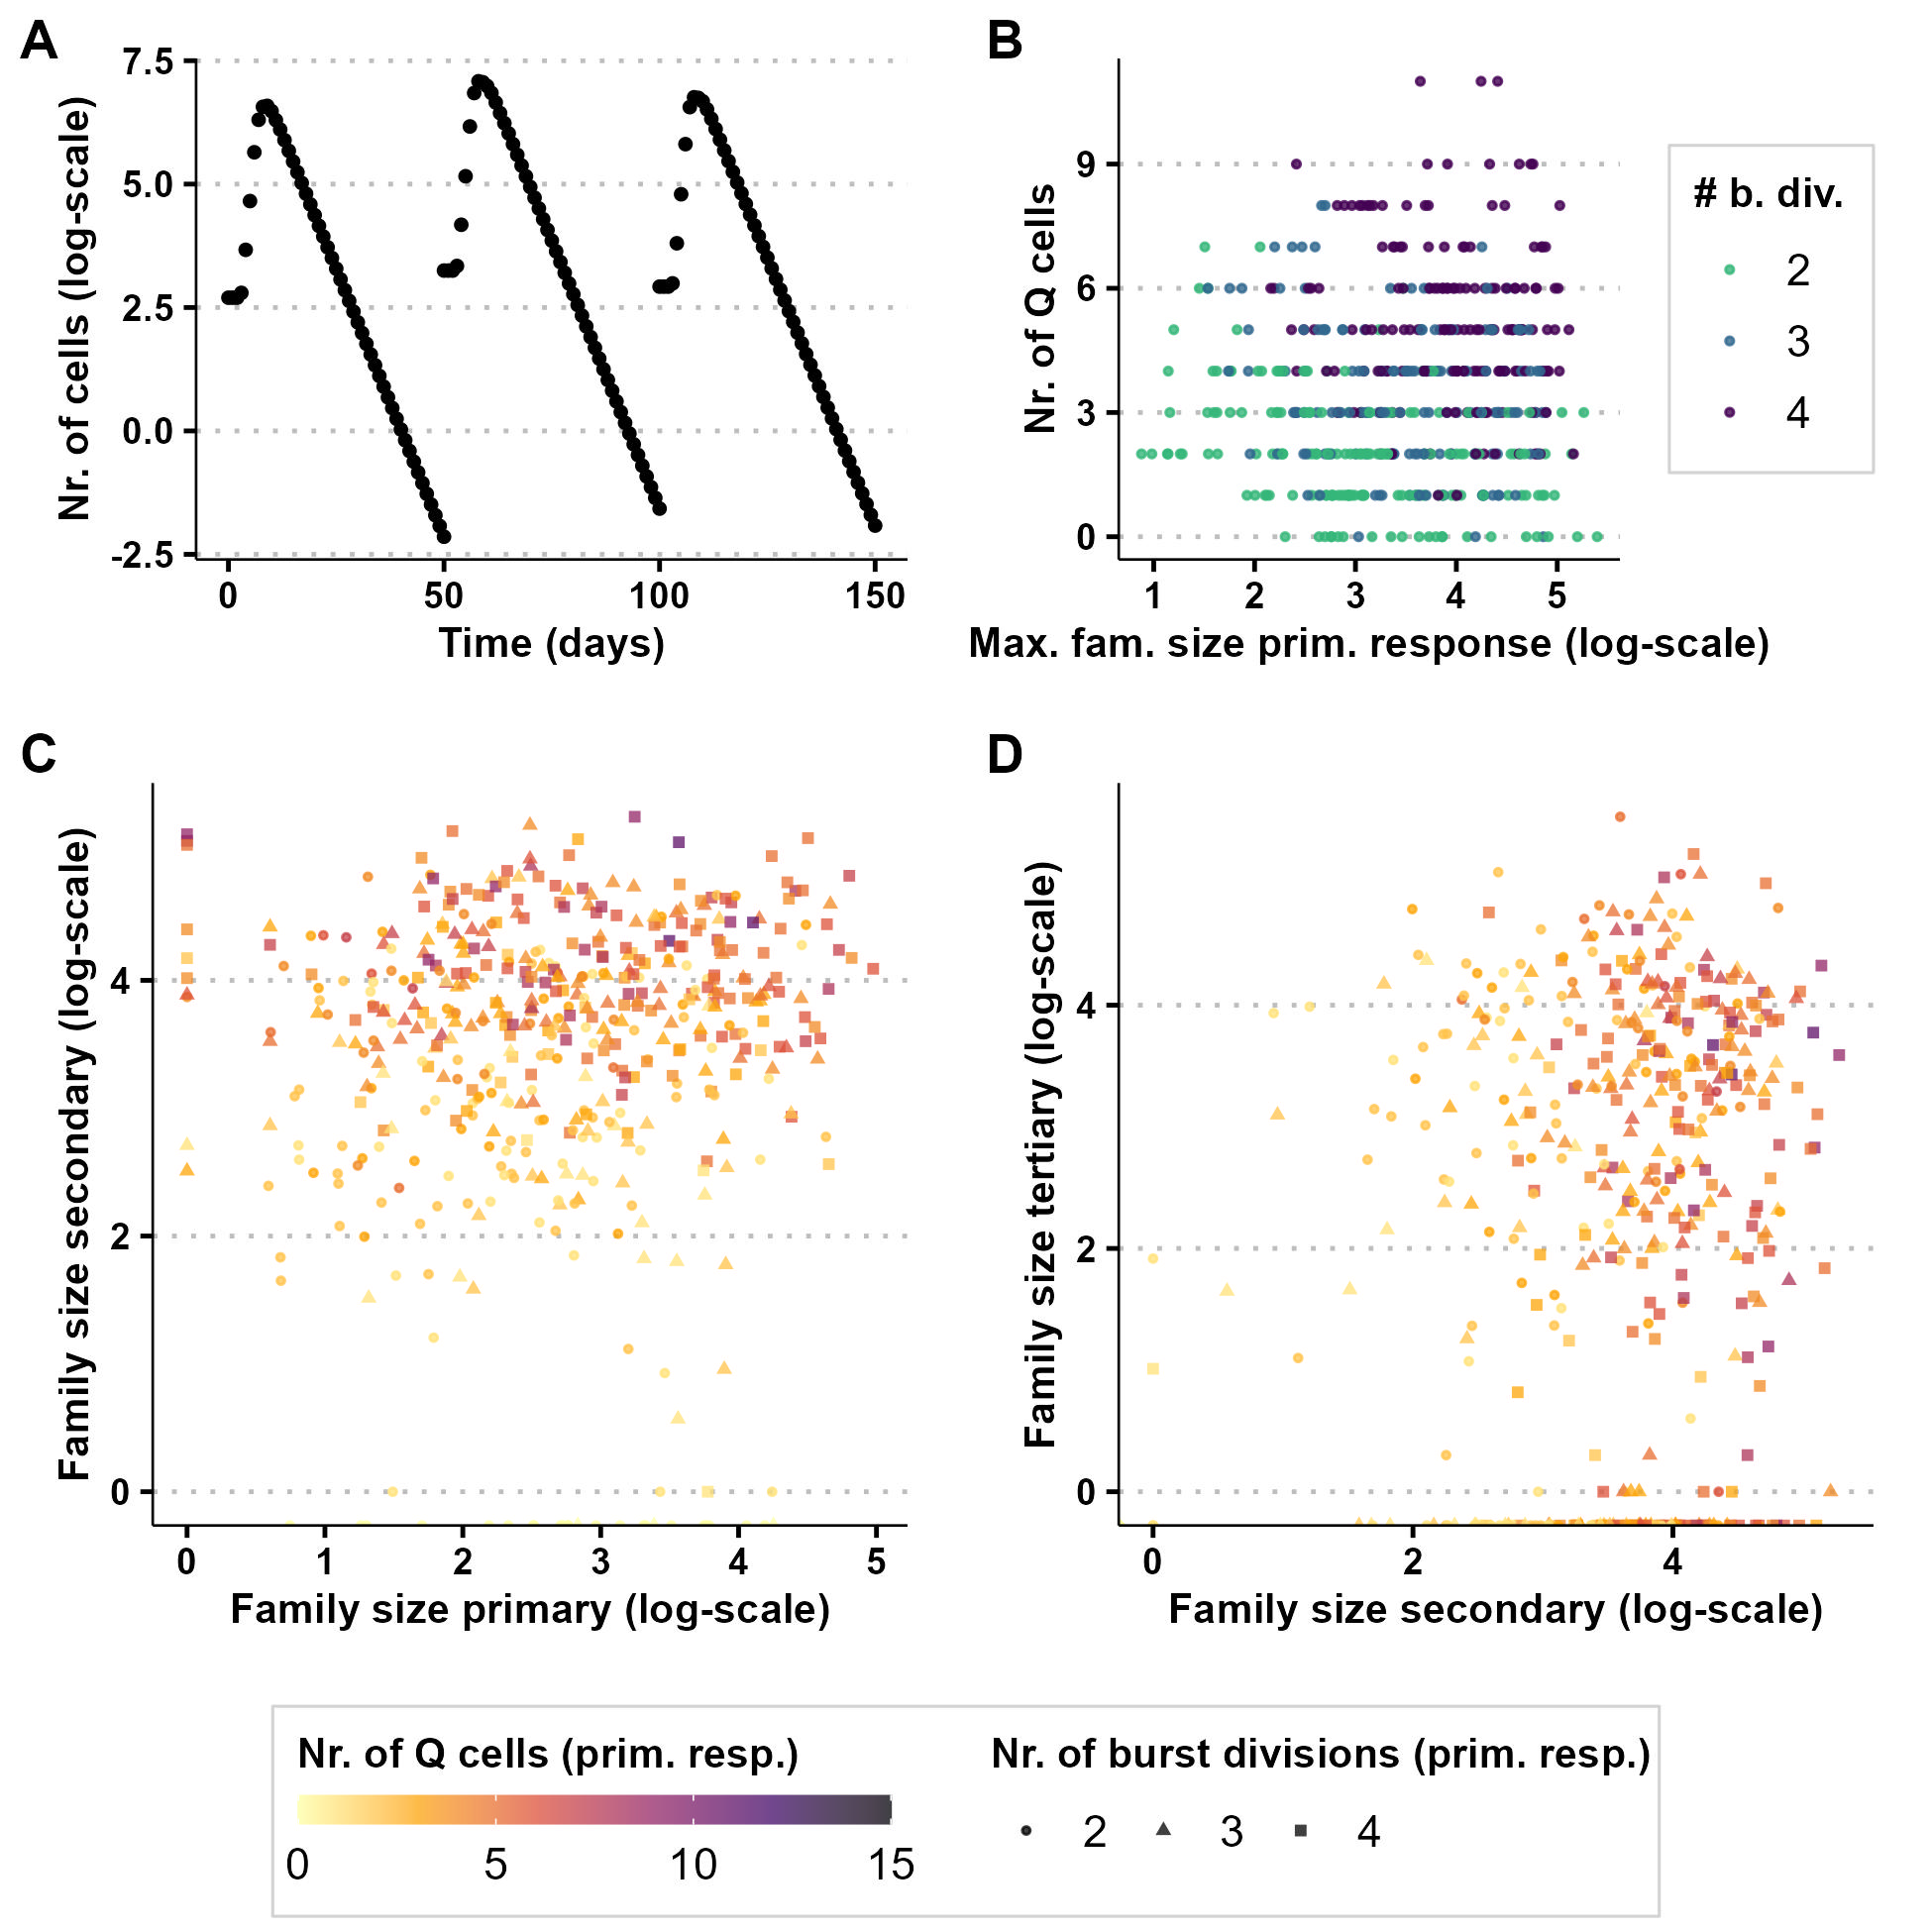 A
Nr. of cells (log-scale)
7.5
5.0
2.5
0.0
-2.5
0 50 100 150
Time (days)
B
Nr. of Q cells
9
6
3
0
1 2 3 4 5
Max. fam. size prim. response (log-scale)
# b. div.
2
3
4
C
Family size secondary (log-scale)
4
2
0
0 1 2 3 4 5
Family size primary (log-scale)
D
Family size tertiary (log-scale)
4
2
0
0 2 4
Family size secondary (log-scale)
Nr. of Q cells (prim. resp.)
0 5 10 15
Nr. of burst divisions (prim. resp.)
2 3 4